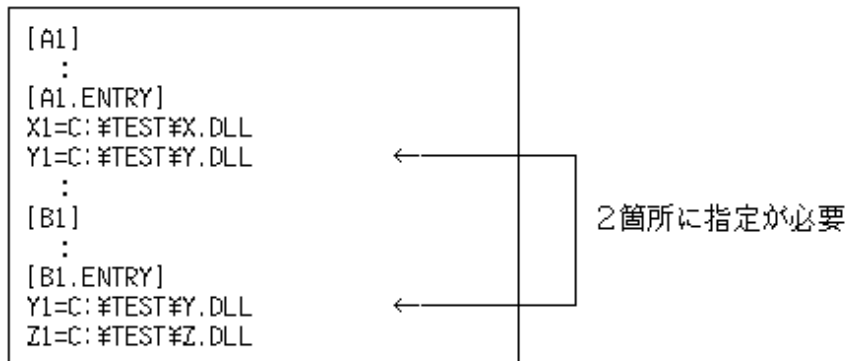 [A1]
:
[A1.ENTRY]
X1=C:¥TEST¥X.DLL
Y1=C:¥TEST¥Y.DLL
:
[B1]
:
[B1.ENTRY]
Y1=C:¥TEST¥Y.DLL
Z1=C:¥TEST¥Z.DLL
2箇所に指定が必要